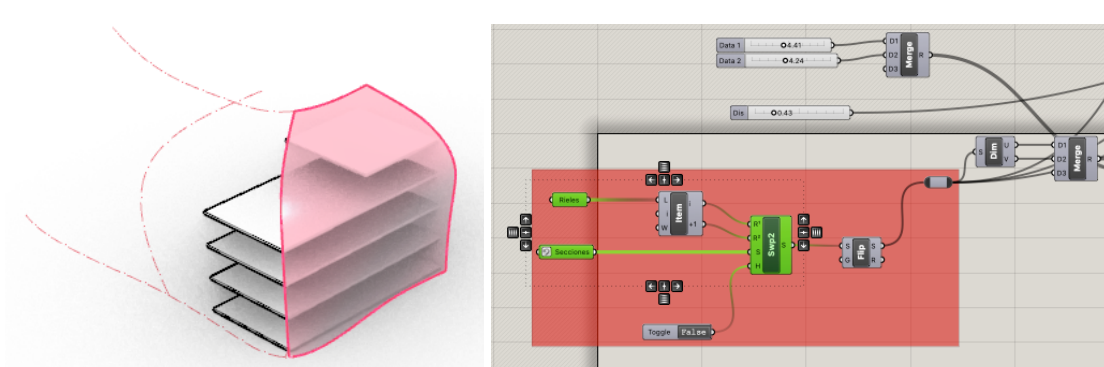 Data 1 4.41
Data 2 4.24
D1
D2
D3
Merge
R
Dis 0.43
S
Dim
U
V
D1
D2
D3
Merge
R
Rieles
L
i
W
Item
i
+1
Secciones
R¹
R²
S
H
Swp2
S
S
G
Flip
S
R
Toggle False